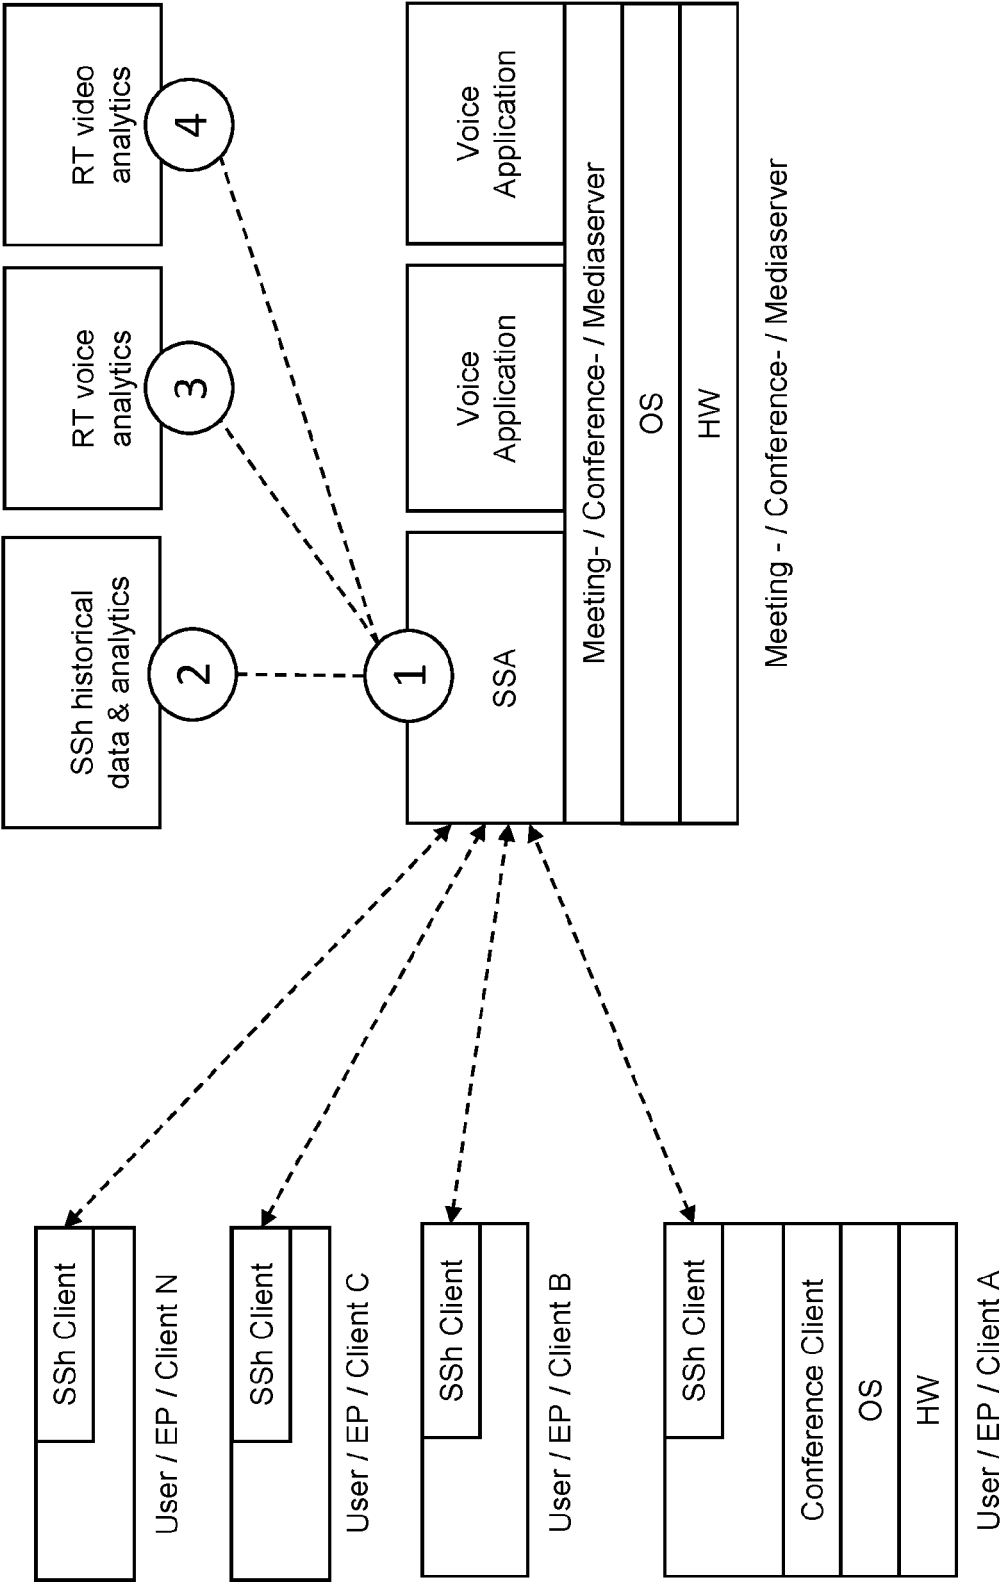 SSh historical
data & analytics
2
RT voice
analytics
3
RT video
analytics
4
1
SSA
Voice
Application
Voice
Application
Meeting- / Conference- / Mediaserver
OS
HW
Meeting - / Conference- / Mediaserver
SSh Client
User / EP / Client N
SSh Client
User / EP / Client C
SSh Client
User / EP / Client B
SSh Client
Conference Client
OS
HW
User / EP / Client A